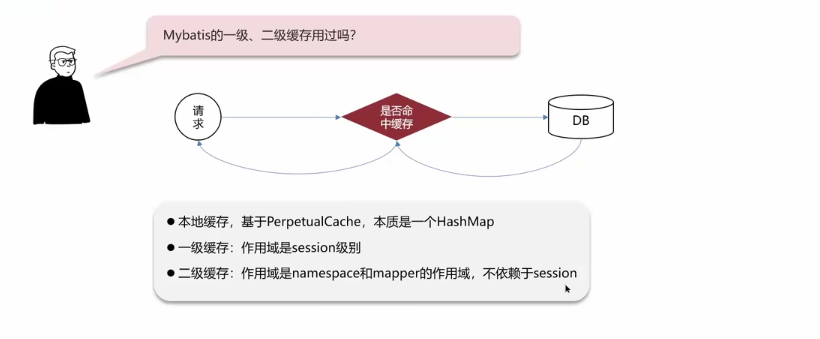 Mybatis的一级、二级缓存用过吗?
请
求
是否命
中缓存
DB
● 本地缓存，基于PerpetualCache，本质是一个HashMap
● 一级缓存：作用域是session级别
● 二级缓存：作用域是namespace和mapper的作用域，不依赖于session